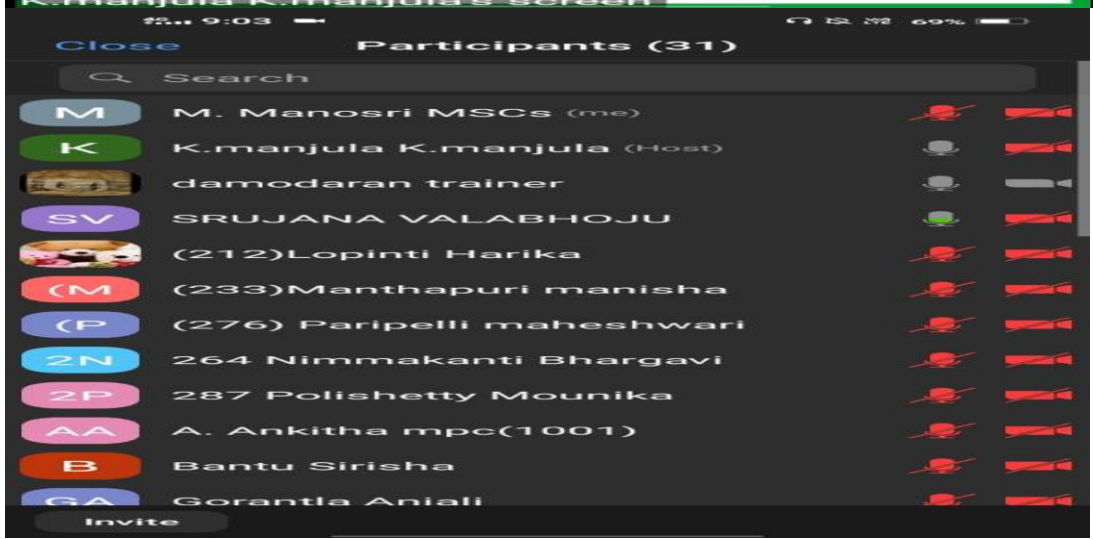 K.manjula K.manjula's screen
9:03 69%
Close Participants (31)
Search
M M. Manosri MSCs (me)
K K.manjula K.manjula (Host)
damodaran trainer
SV SRUJANA VALABHOJU
(212)Lopinti Harika
(M (233)Manthapuri manisha
(P (276) Paripelli maheshwari
2N 264 Nimmakanti Bhargavi
2P 287 Polishetty Mounika
AA A. Ankitha mpc(1001)
B Bantu Sirisha
GA Gorantla Anjali
Invite